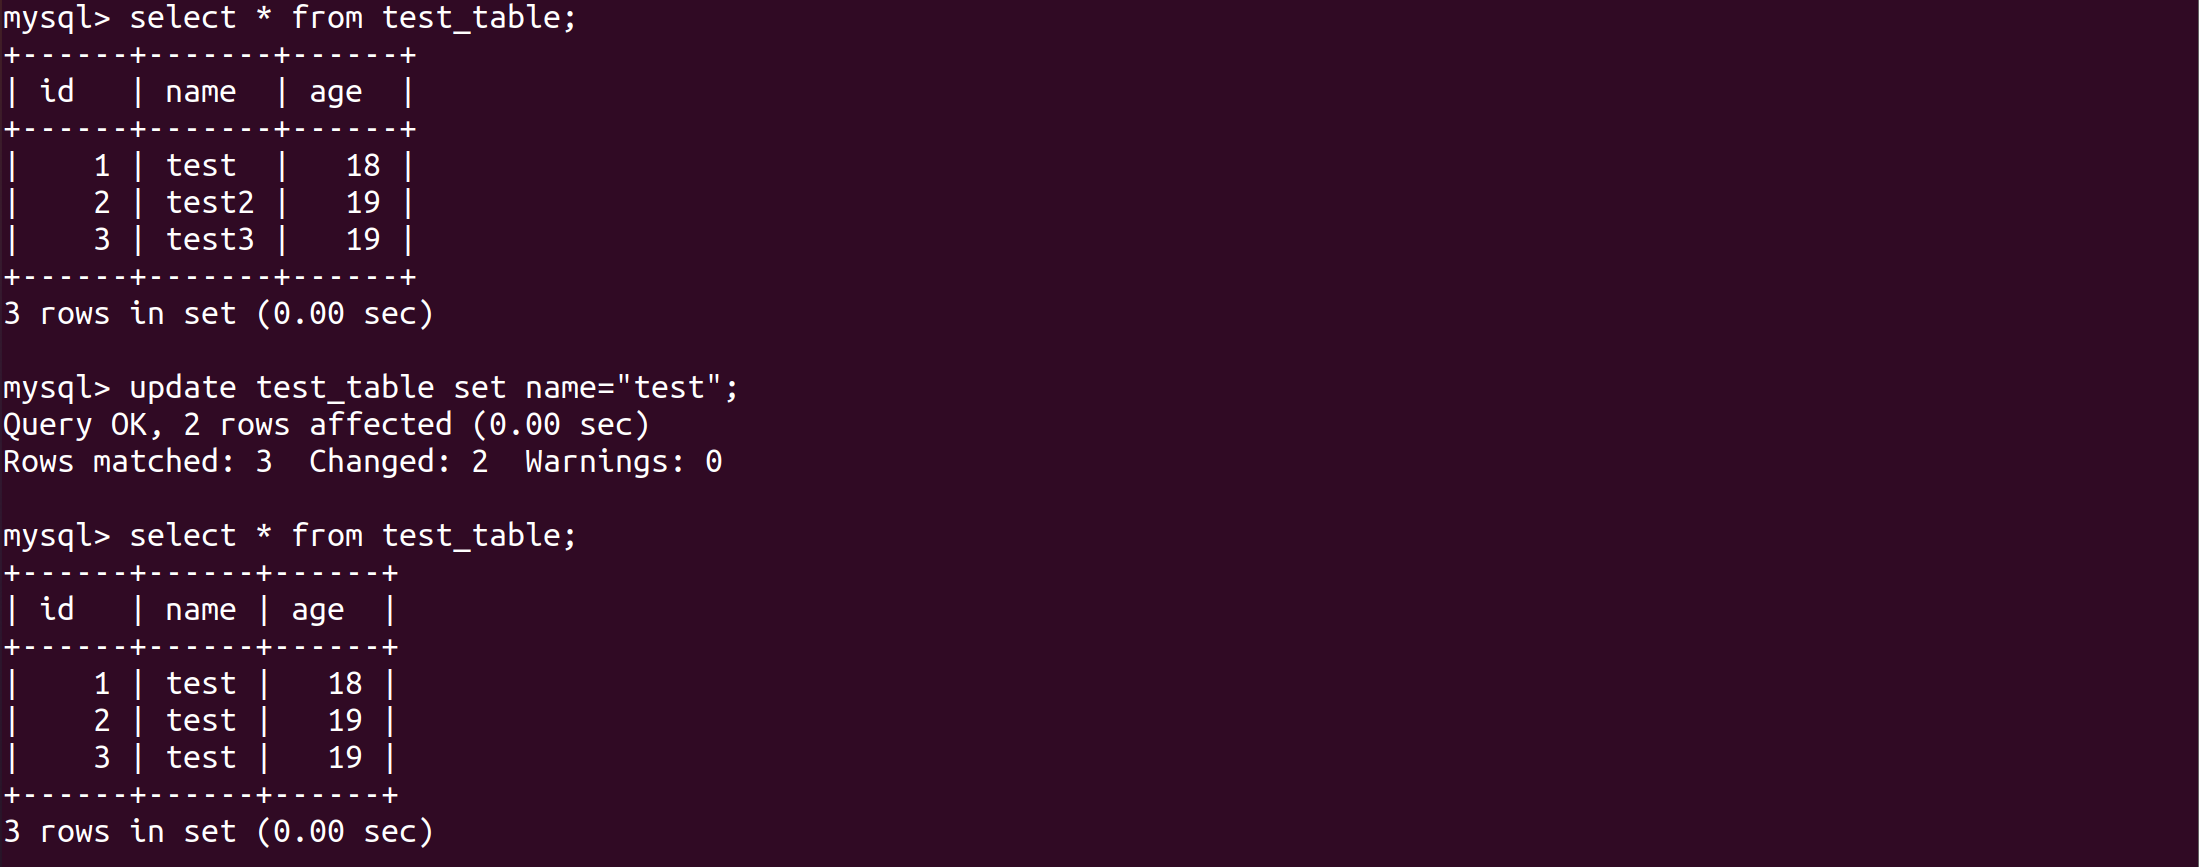 mysql> select * from test_table;
+------+-------+------+
| id   | name  | age  |
+------+-------+------+
|    1 | test  |   18 |
|    2 | test2 |   19 |
|    3 | test3 |   19 |
+------+-------+------+
3 rows in set (0.00 sec)

mysql> update test_table set name="test";
Query OK, 2 rows affected (0.00 sec)
Rows matched: 3  Changed: 2  Warnings: 0

mysql> select * from test_table;
+------+------+------+
| id   | name | age  |
+------+------+------+
|    1 | test |   18 |
|    2 | test |   19 |
|    3 | test |   19 |
+------+------+------+
3 rows in set (0.00 sec)